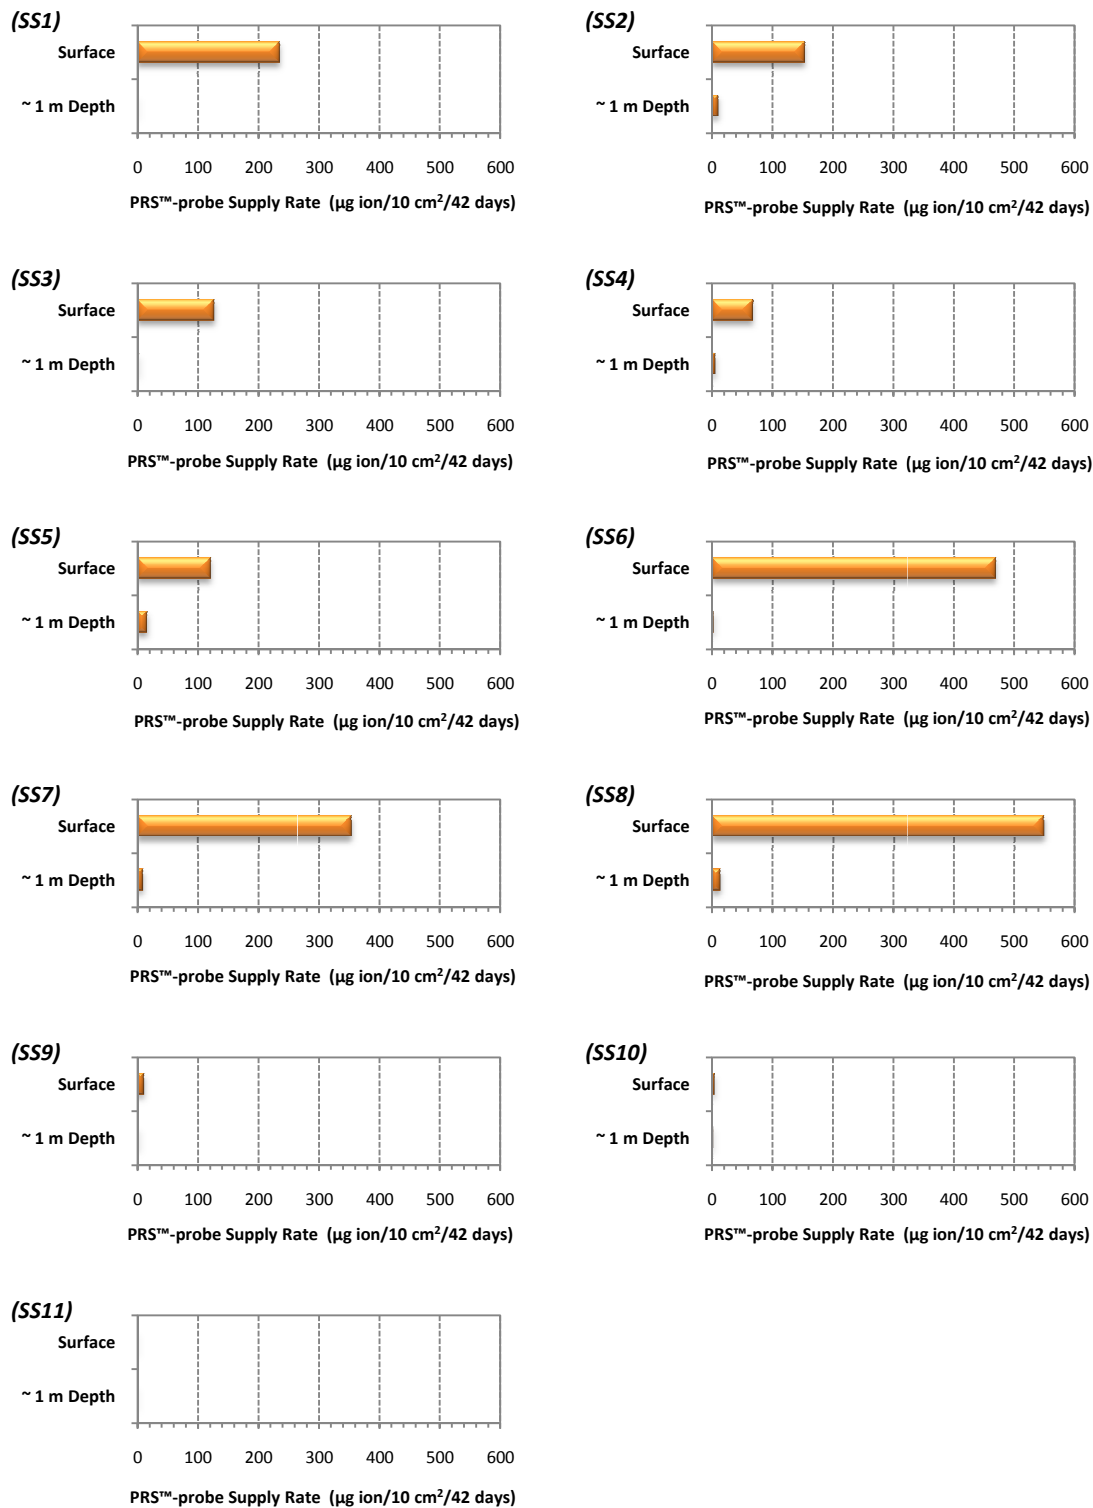 (SS1)
Surface
~ 1 m Depth
0 100 200 300 400 500 600
PRS™-probe Supply Rate (µg ion/10 cm²/42 days)
(SS2)
Surface
~ 1 m Depth
0 100 200 300 400 500 600
PRS™-probe Supply Rate (µg ion/10 cm²/42 days)
(SS3)
Surface
~ 1 m Depth
0 100 200 300 400 500 600
PRS™-probe Supply Rate (µg ion/10 cm²/42 days)
(SS4)
Surface
~ 1 m Depth
0 100 200 300 400 500 600
PRS™-probe Supply Rate (µg ion/10 cm²/42 days)
(SS5)
Surface
~ 1 m Depth
0 100 200 300 400 500 600
PRS™-probe Supply Rate (µg ion/10 cm²/42 days)
(SS6)
Surface
~ 1 m Depth
0 100 200 300 400 500 600
PRS™-probe Supply Rate (µg ion/10 cm²/42 days)
(SS7)
Surface
~ 1 m Depth
0 100 200 300 400 500 600
PRS™-probe Supply Rate (µg ion/10 cm²/42 days)
(SS8)
Surface
~ 1 m Depth
0 100 200 300 400 500 600
PRS™-probe Supply Rate (µg ion/10 cm²/42 days)
(SS9)
Surface
~ 1 m Depth
0 100 200 300 400 500 600
PRS™-probe Supply Rate (µg ion/10 cm²/42 days)
(SS10)
Surface
~ 1 m Depth
0 100 200 300 400 500 600
PRS™-probe Supply Rate (µg ion/10 cm²/42 days)
(SS11)
Surface
~ 1 m Depth
0 100 200 300 400 500 600
PRS™-probe Supply Rate (µg ion/10 cm²/42 days)